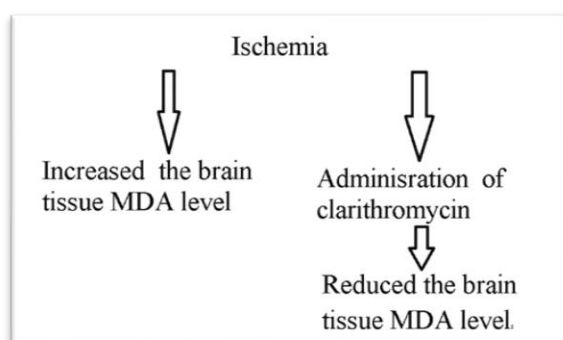 Ischemia
Increased the brain
tissue MDA level
Adminisration of
clarithromycin
Reduced the brain
tissue MDA level.